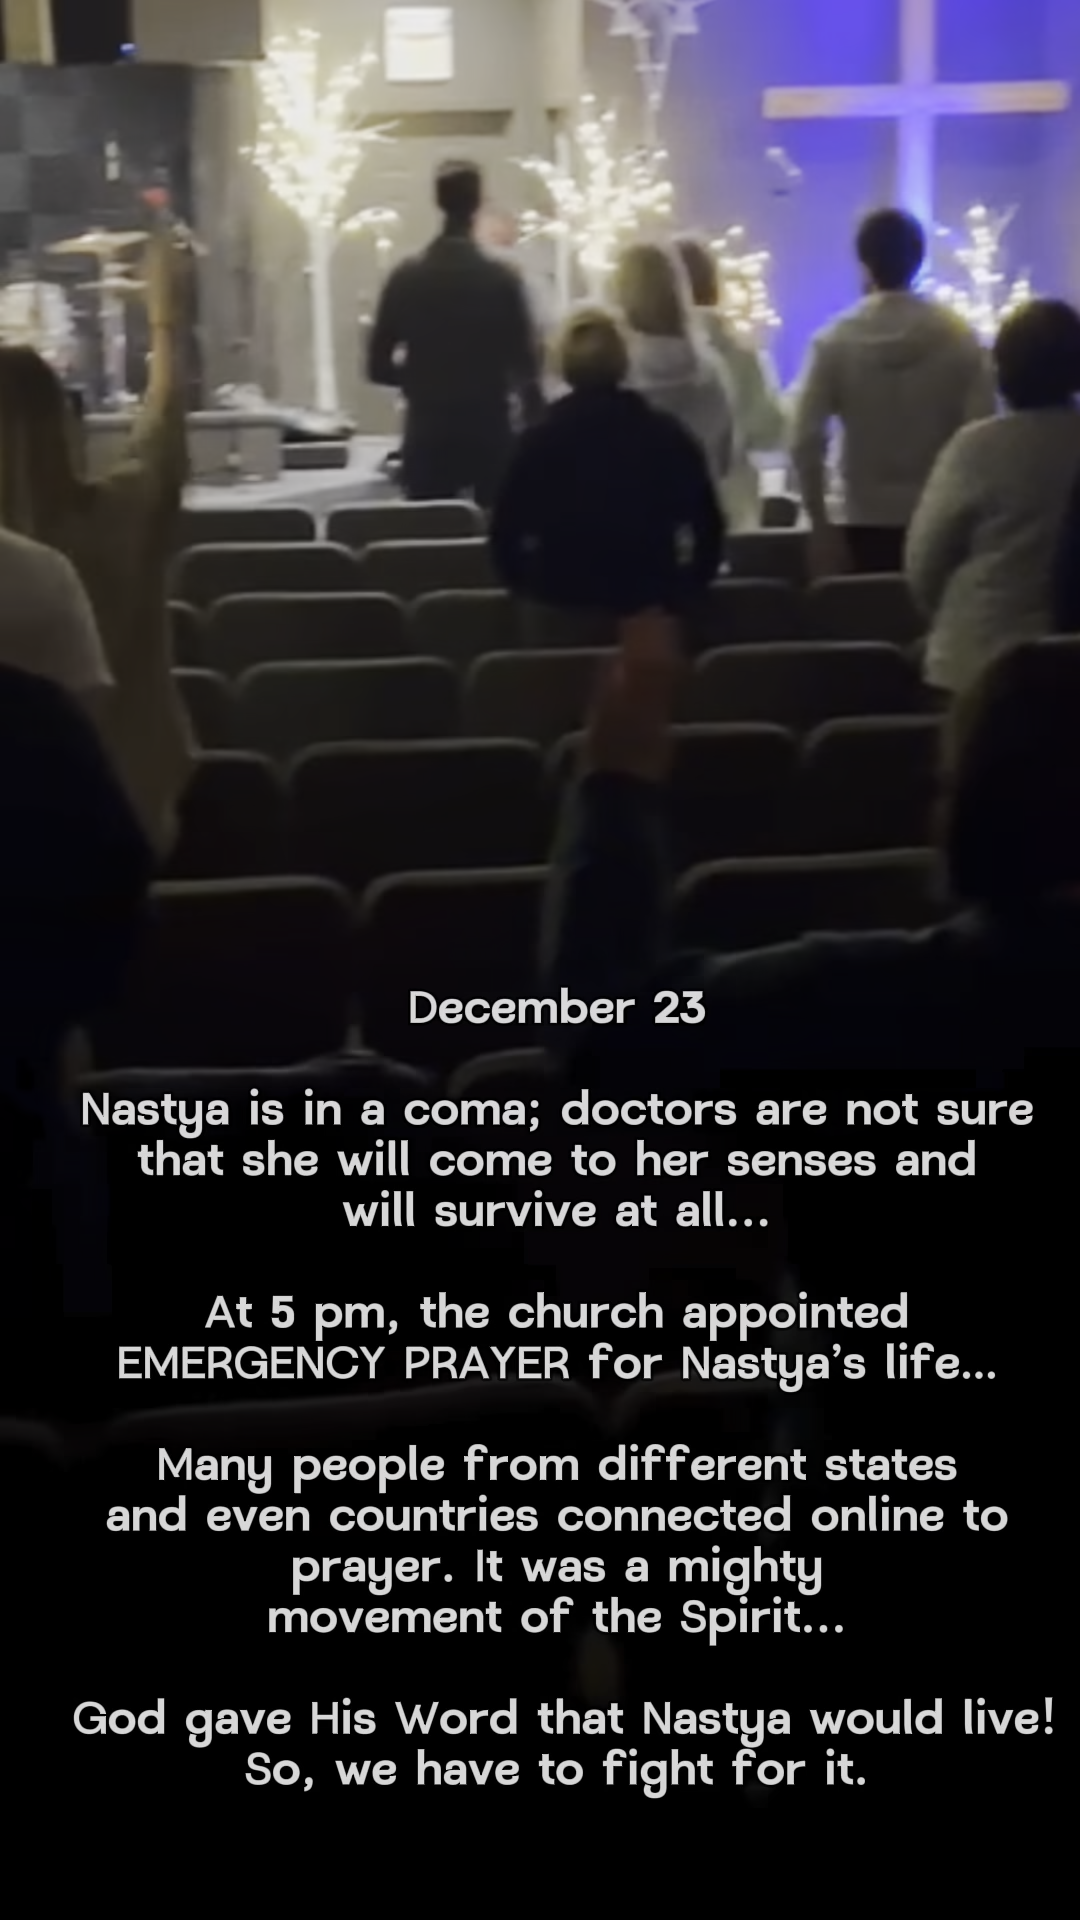 December 23
Nastya is in a coma; doctors are not sure
that she will come to her senses and
will survive at all...
At 5 pm, the church appointed
EMERGENCY PRAYER for Nastya's life...
Many people from different states
and even countries connected online to
prayer. It was a mighty
movement of the Spirit...
God gave His Word that Nastya would live!
So, we have to fight for it.